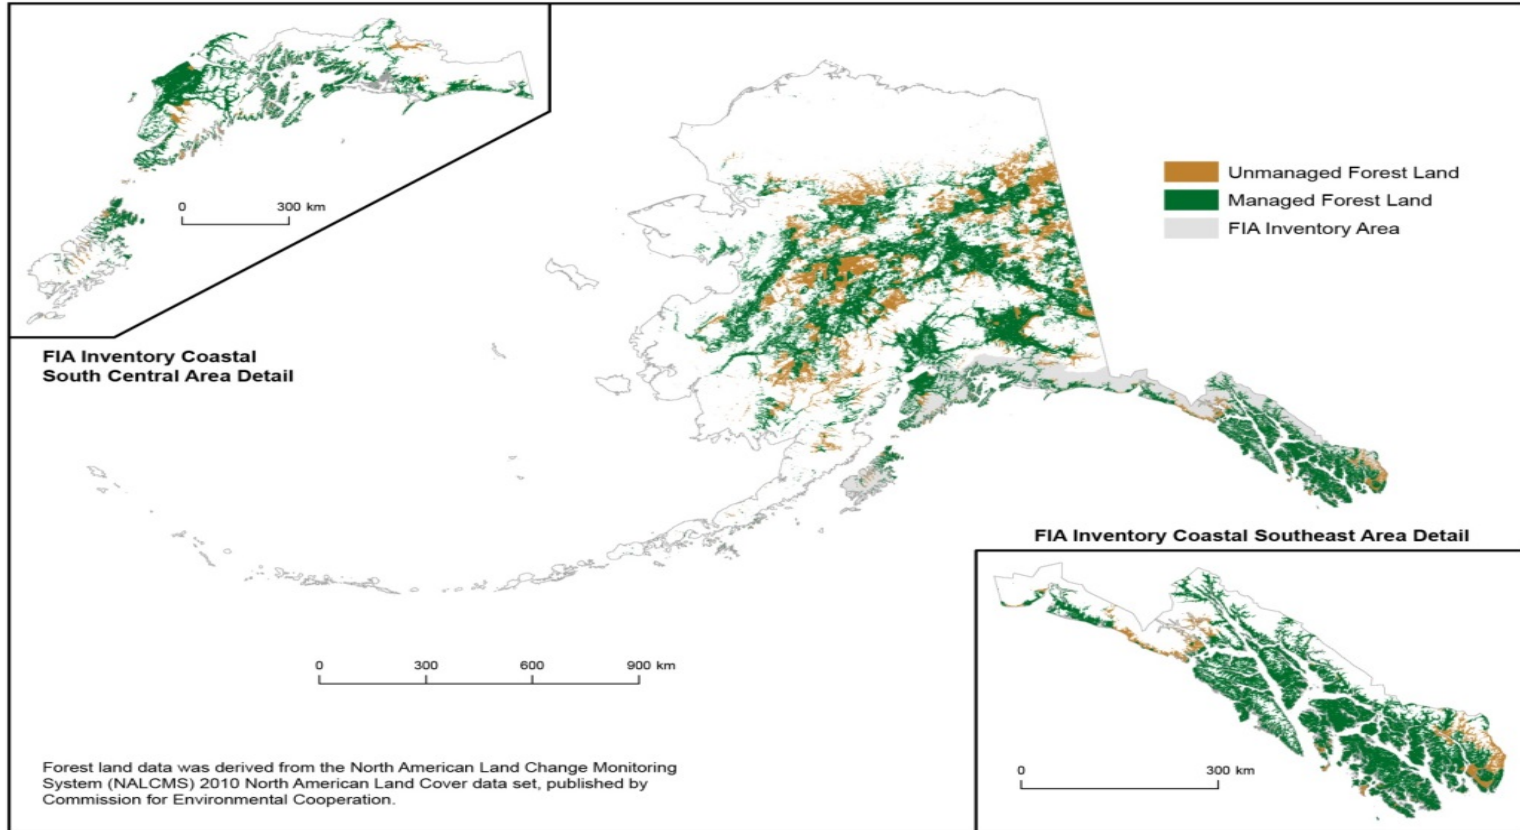 0 300 km
FIA Inventory Coastal
South Central Area Detail
Unmanaged Forest Land
Managed Forest Land
FIA Inventory Area
0 300 600 900 km
FIA Inventory Coastal Southeast Area Detail
0 300 km
Forest land data was derived from the North American Land Change Monitoring
System (NALCMS) 2010 North American Land Cover data set, published by
Commission for Environmental Cooperation.